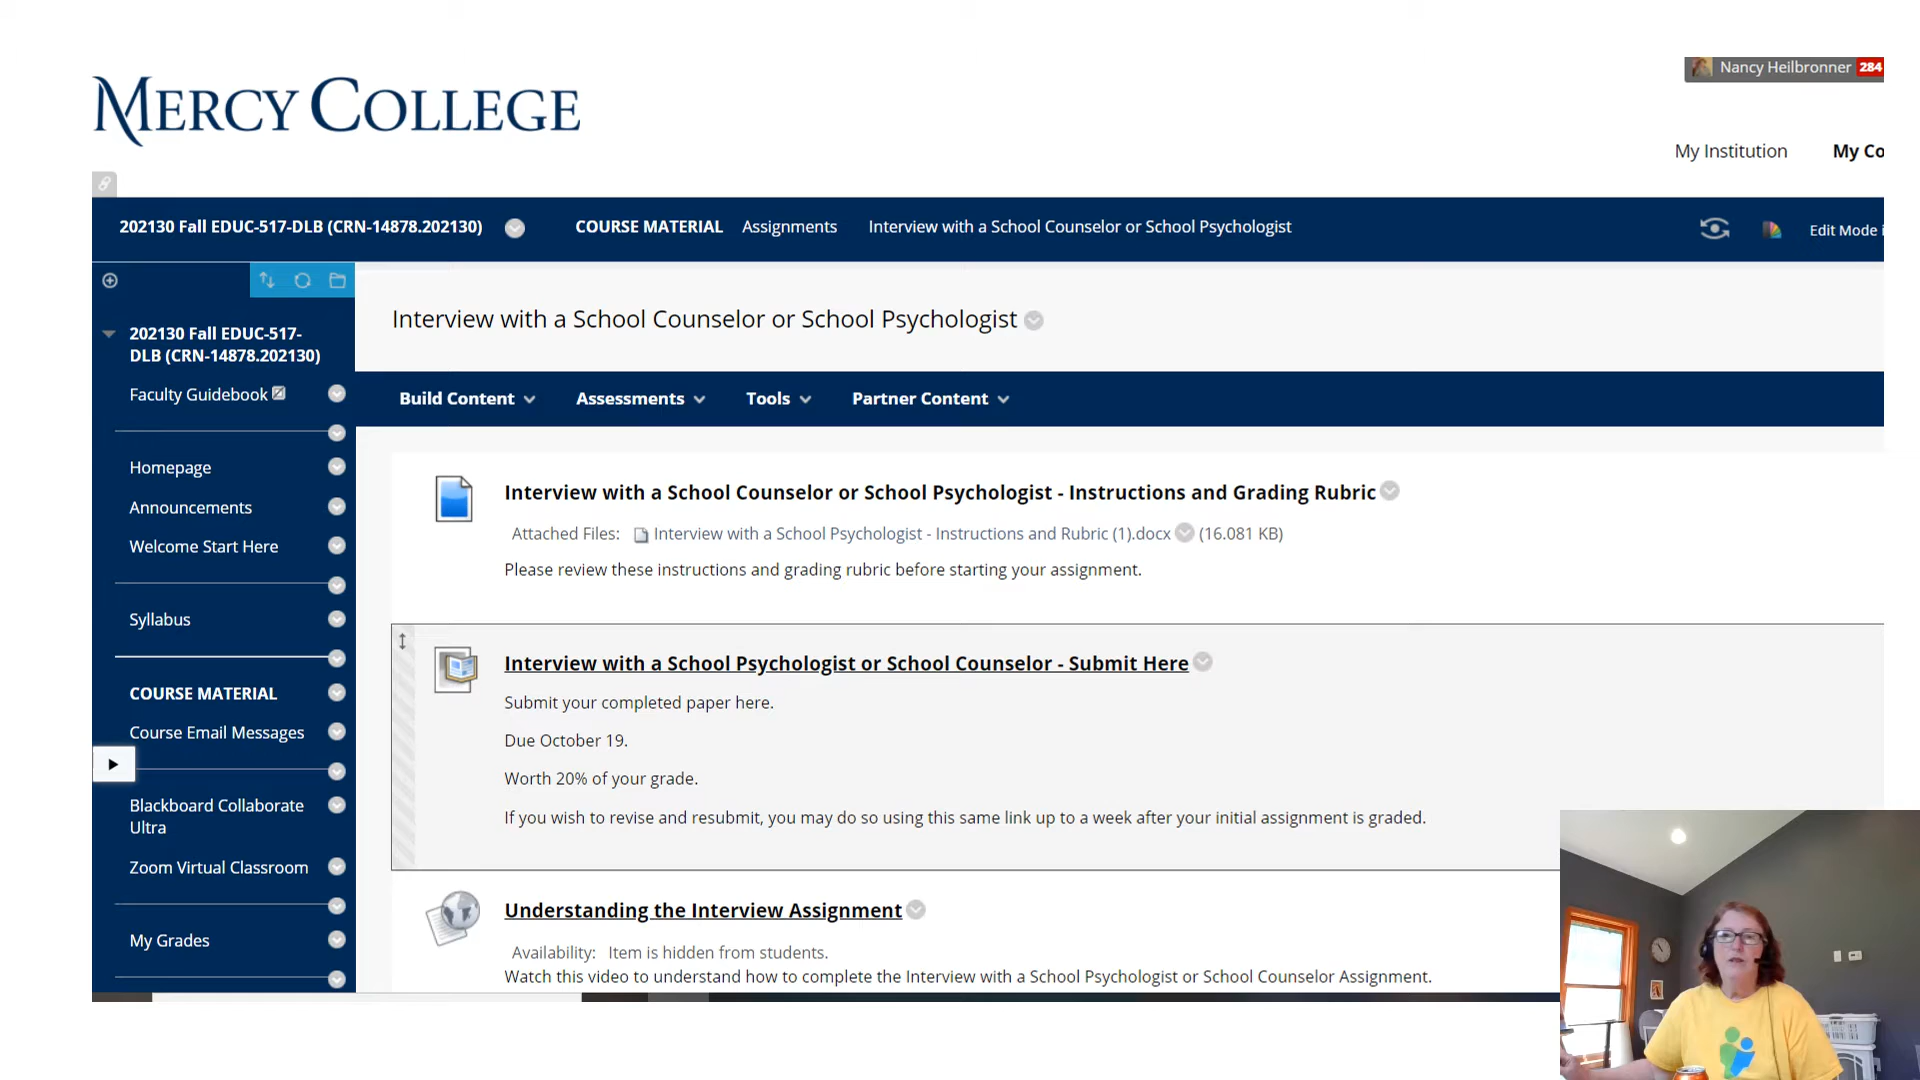 Nancy Heilbronner 284
MERCY COLLEGE
My Institution
My Co
202130 Fall EDUC-517-DLB (CRN-14878.202130)
COURSE MATERIAL
Assignments
Interview with a School Counselor or School Psychologist
Edit Mode i
202130 Fall EDUC-517-
DLB (CRN-14878.202130)
Faculty Guidebook
Homepage
Announcements
Welcome Start Here
Syllabus
COURSE MATERIAL
Course Email Messages
Blackboard Collaborate
Ultra
Zoom Virtual Classroom
My Grades
Interview with a School Counselor or School Psychologist
Build Content
Assessments
Tools
Partner Content
Interview with a School Counselor or School Psychologist - Instructions and Grading Rubric
Attached Files: Interview with a School Psychologist - Instructions and Rubric (1).docx (16.081 KB)
Please review these instructions and grading rubric before starting your assignment.
Interview with a School Psychologist or School Counselor - Submit Here
Submit your completed paper here.
Due October 19.
Worth 20% of your grade.
If you wish to revise and resubmit, you may do so using this same link up to a week after your initial assignment is graded.
Understanding the Interview Assignment
Availability: Item is hidden from students.
Watch this video to understand how to complete the Interview with a School Psychologist or School Counselor Assignment.